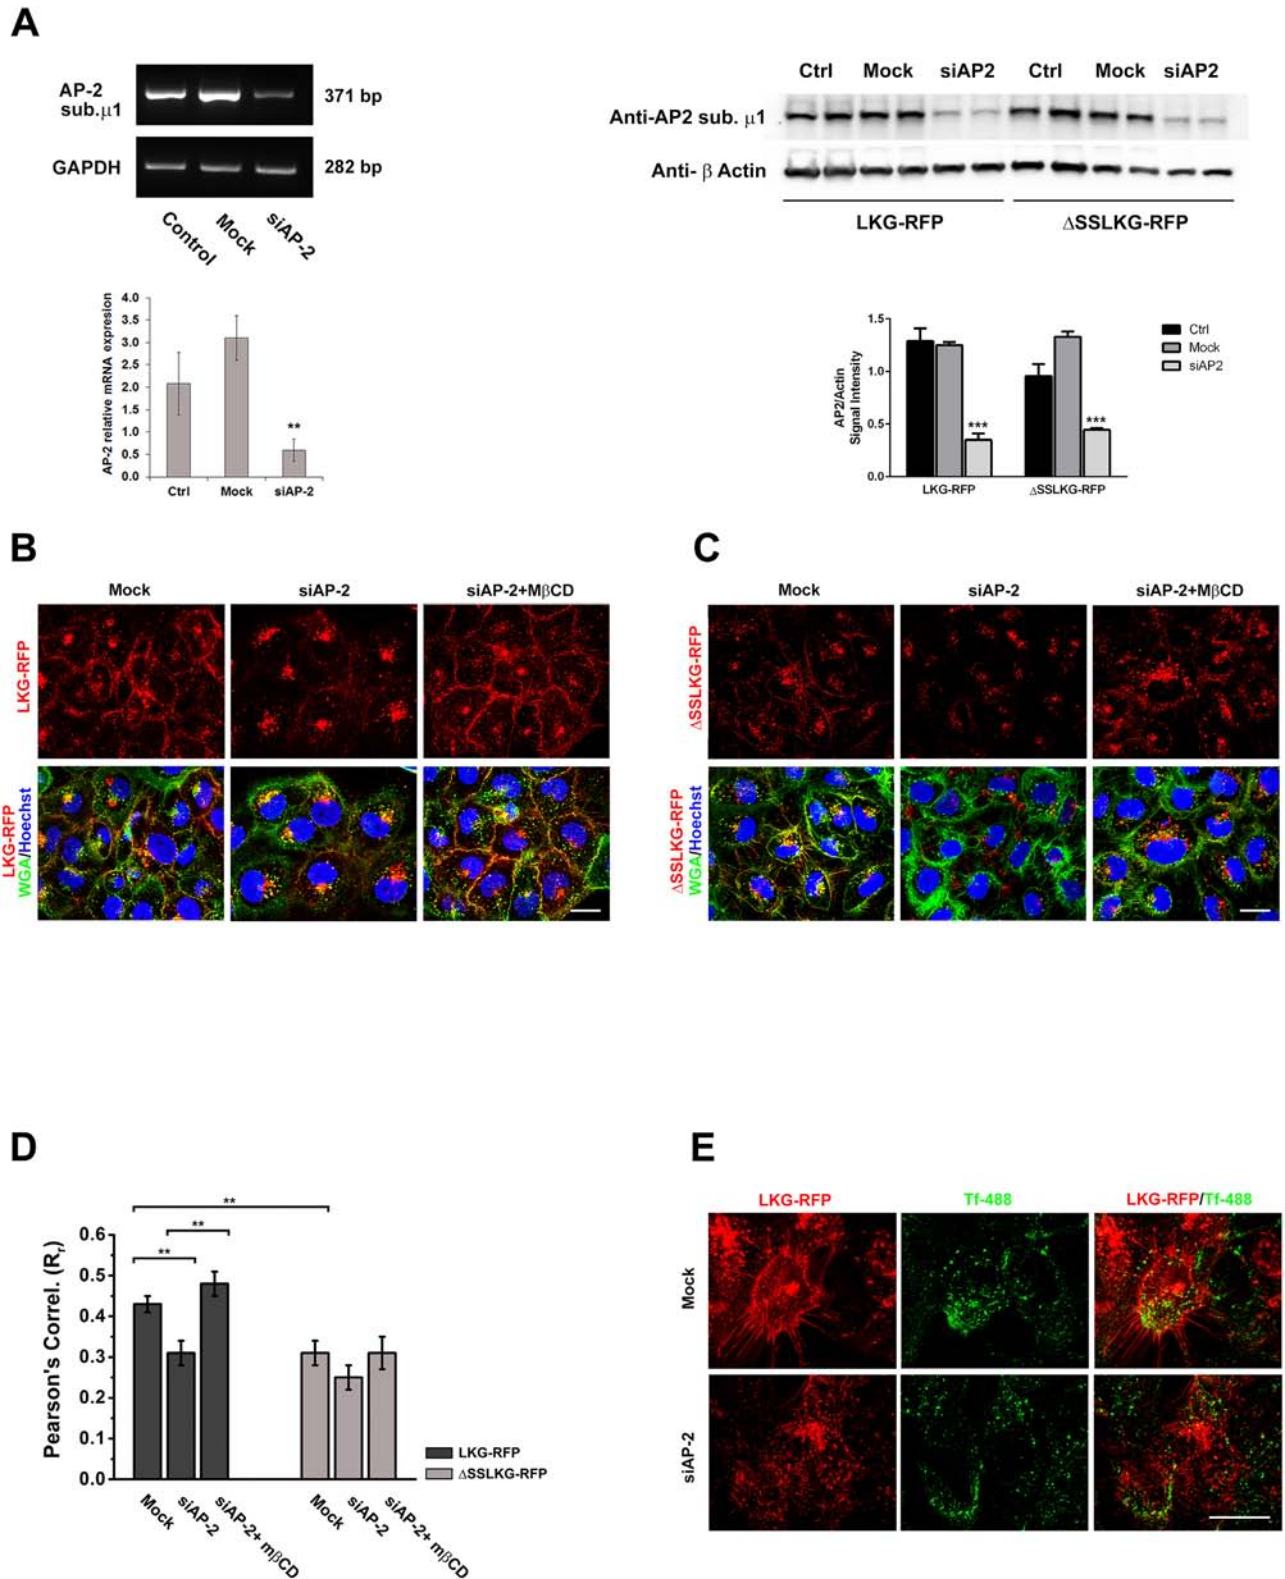 A
AP-2
sub.μ1
371 bp
GAPDH
282 bp
Control
Mock
siAP-2
AP-2 relative mRNA expresion
4.0
3.5
3.0
2.5
2.0
1.5
1.0
0.5
0.0
**
Ctrl
Mock
siAP-2
Ctrl
Mock
siAP2
Ctrl
Mock
siAP2
Anti-AP2 sub. μ1
Anti- β Actin
LKG-RFP
ΔSSLKG-RFP
AP2/Actin
Signal Intensity
1.5
1.0
0.5
0.0
***
***
LKG-RFP
ΔSSLKG-RFP
Ctrl
Mock
siAP2
B
Mock
siAP-2
siAP-2+MβCD
LKG-RFP
LKG-RFP
WGA/Hoechst
C
Mock
siAP-2
siAP-2+MβCD
ΔSSLKG-RFP
ΔSSLKG-RFP
WGA/Hoechst
D
Pearson's Correl. (Rr)
0.6
0.5
0.4
0.3
0.2
0.1
0.0
**
**
**
Mock
siAP-2
siAP-2+ mβCD
Mock
siAP-2
siAP-2+ mβCD
LKG-RFP
ΔSSLKG-RFP
E
LKG-RFP
Tf-488
LKG-RFP/Tf-488
Mock
siAP-2